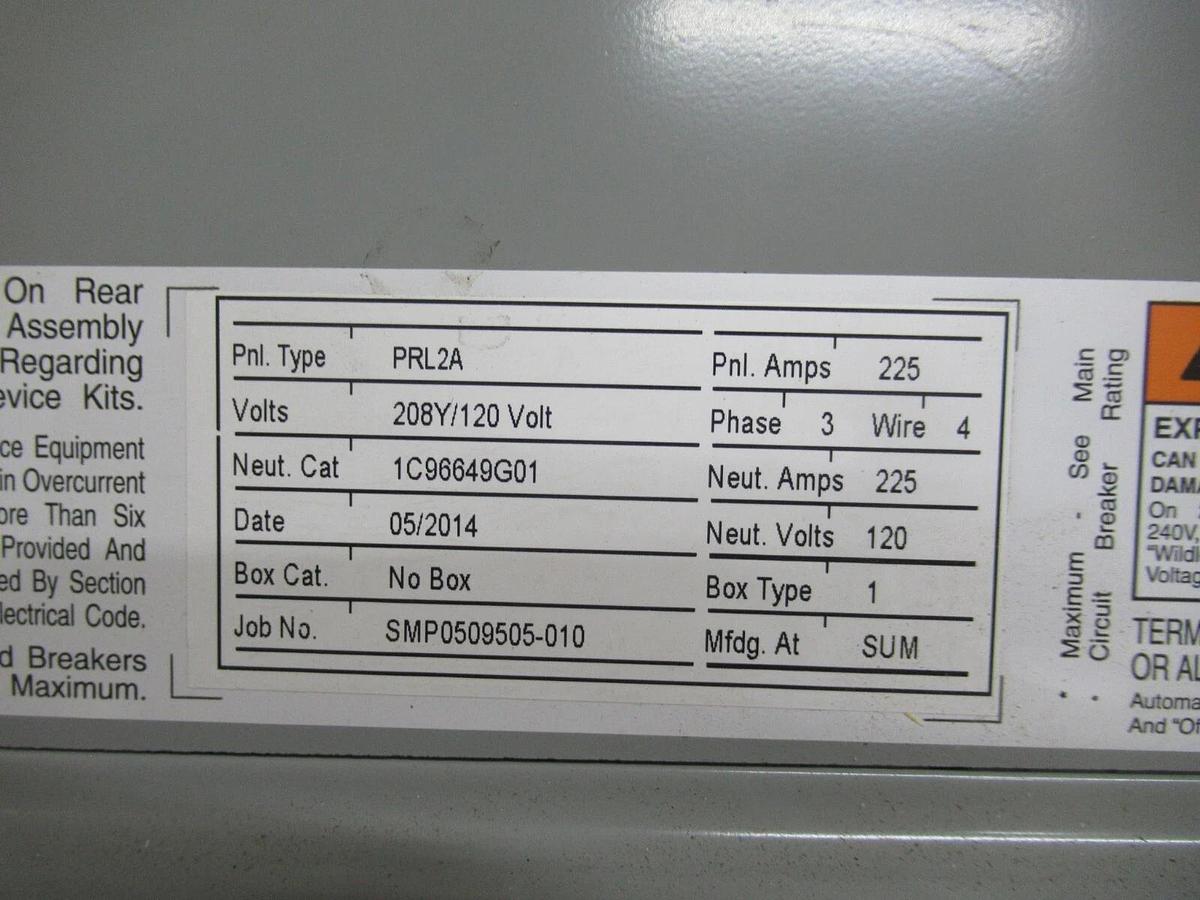 On Rear
Assembly
Regarding
evice Kits.
ce Equipment
in Overcurrent
ore Than Six
Provided And
ed By Section
lectrical Code.
d Breakers
Maximum.
Pnl. Type PRL2A Pnl. Amps 225
Volts 208Y/120 Volt Phase 3 Wire 4
Neut. Cat 1C96649G01 Neut. Amps 225
Date 05/2014 Neut. Volts 120
Box Cat. No Box Box Type 1
Job No. SMP0509505-010 Mfdg. At SUM
* Maximum - See Main
- Circuit Breaker Rating
EXP
CAN
DAMA
On
240V,
"Wildl
Voltag
TERM
OR AL
Automa
And "Of